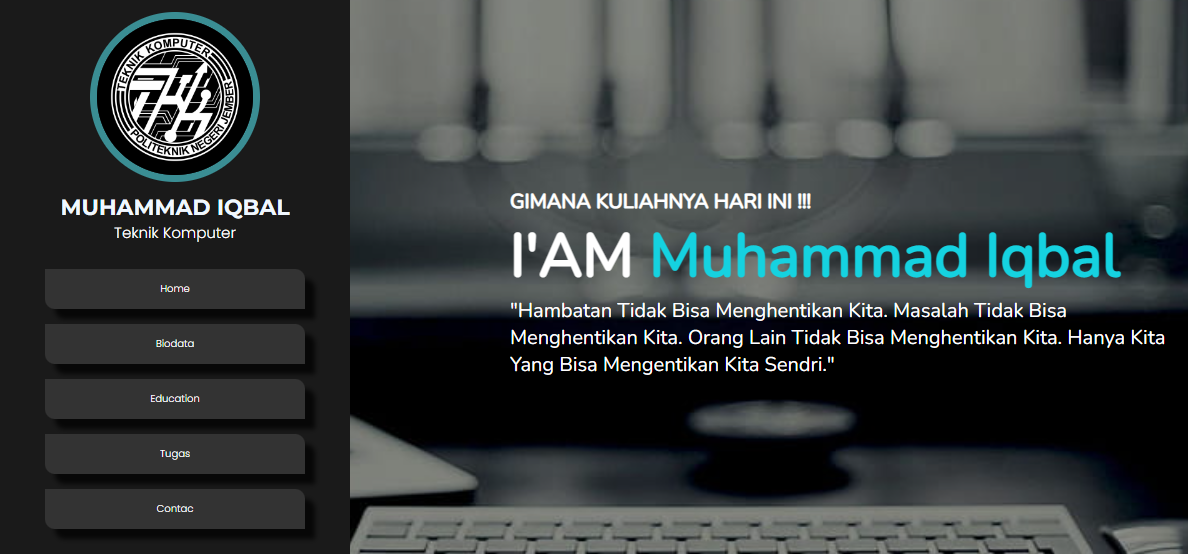 TEKNIK KOMPUTER
POLITEKNIK NEGERI JEMBER
MUHAMMAD IQBAL
Teknik Komputer
Home
Biodata
Education
Tugas
Contac
GIMANA KULIAHNYA HARI INI !!!
I'AM Muhammad Iqbal
"Hambatan Tidak Bisa Menghentikan Kita. Masalah Tidak Bisa
Menghentikan Kita. Orang Lain Tidak Bisa Menghentikan Kita. Hanya Kita
Yang Bisa Mengentikan Kita Sendri."